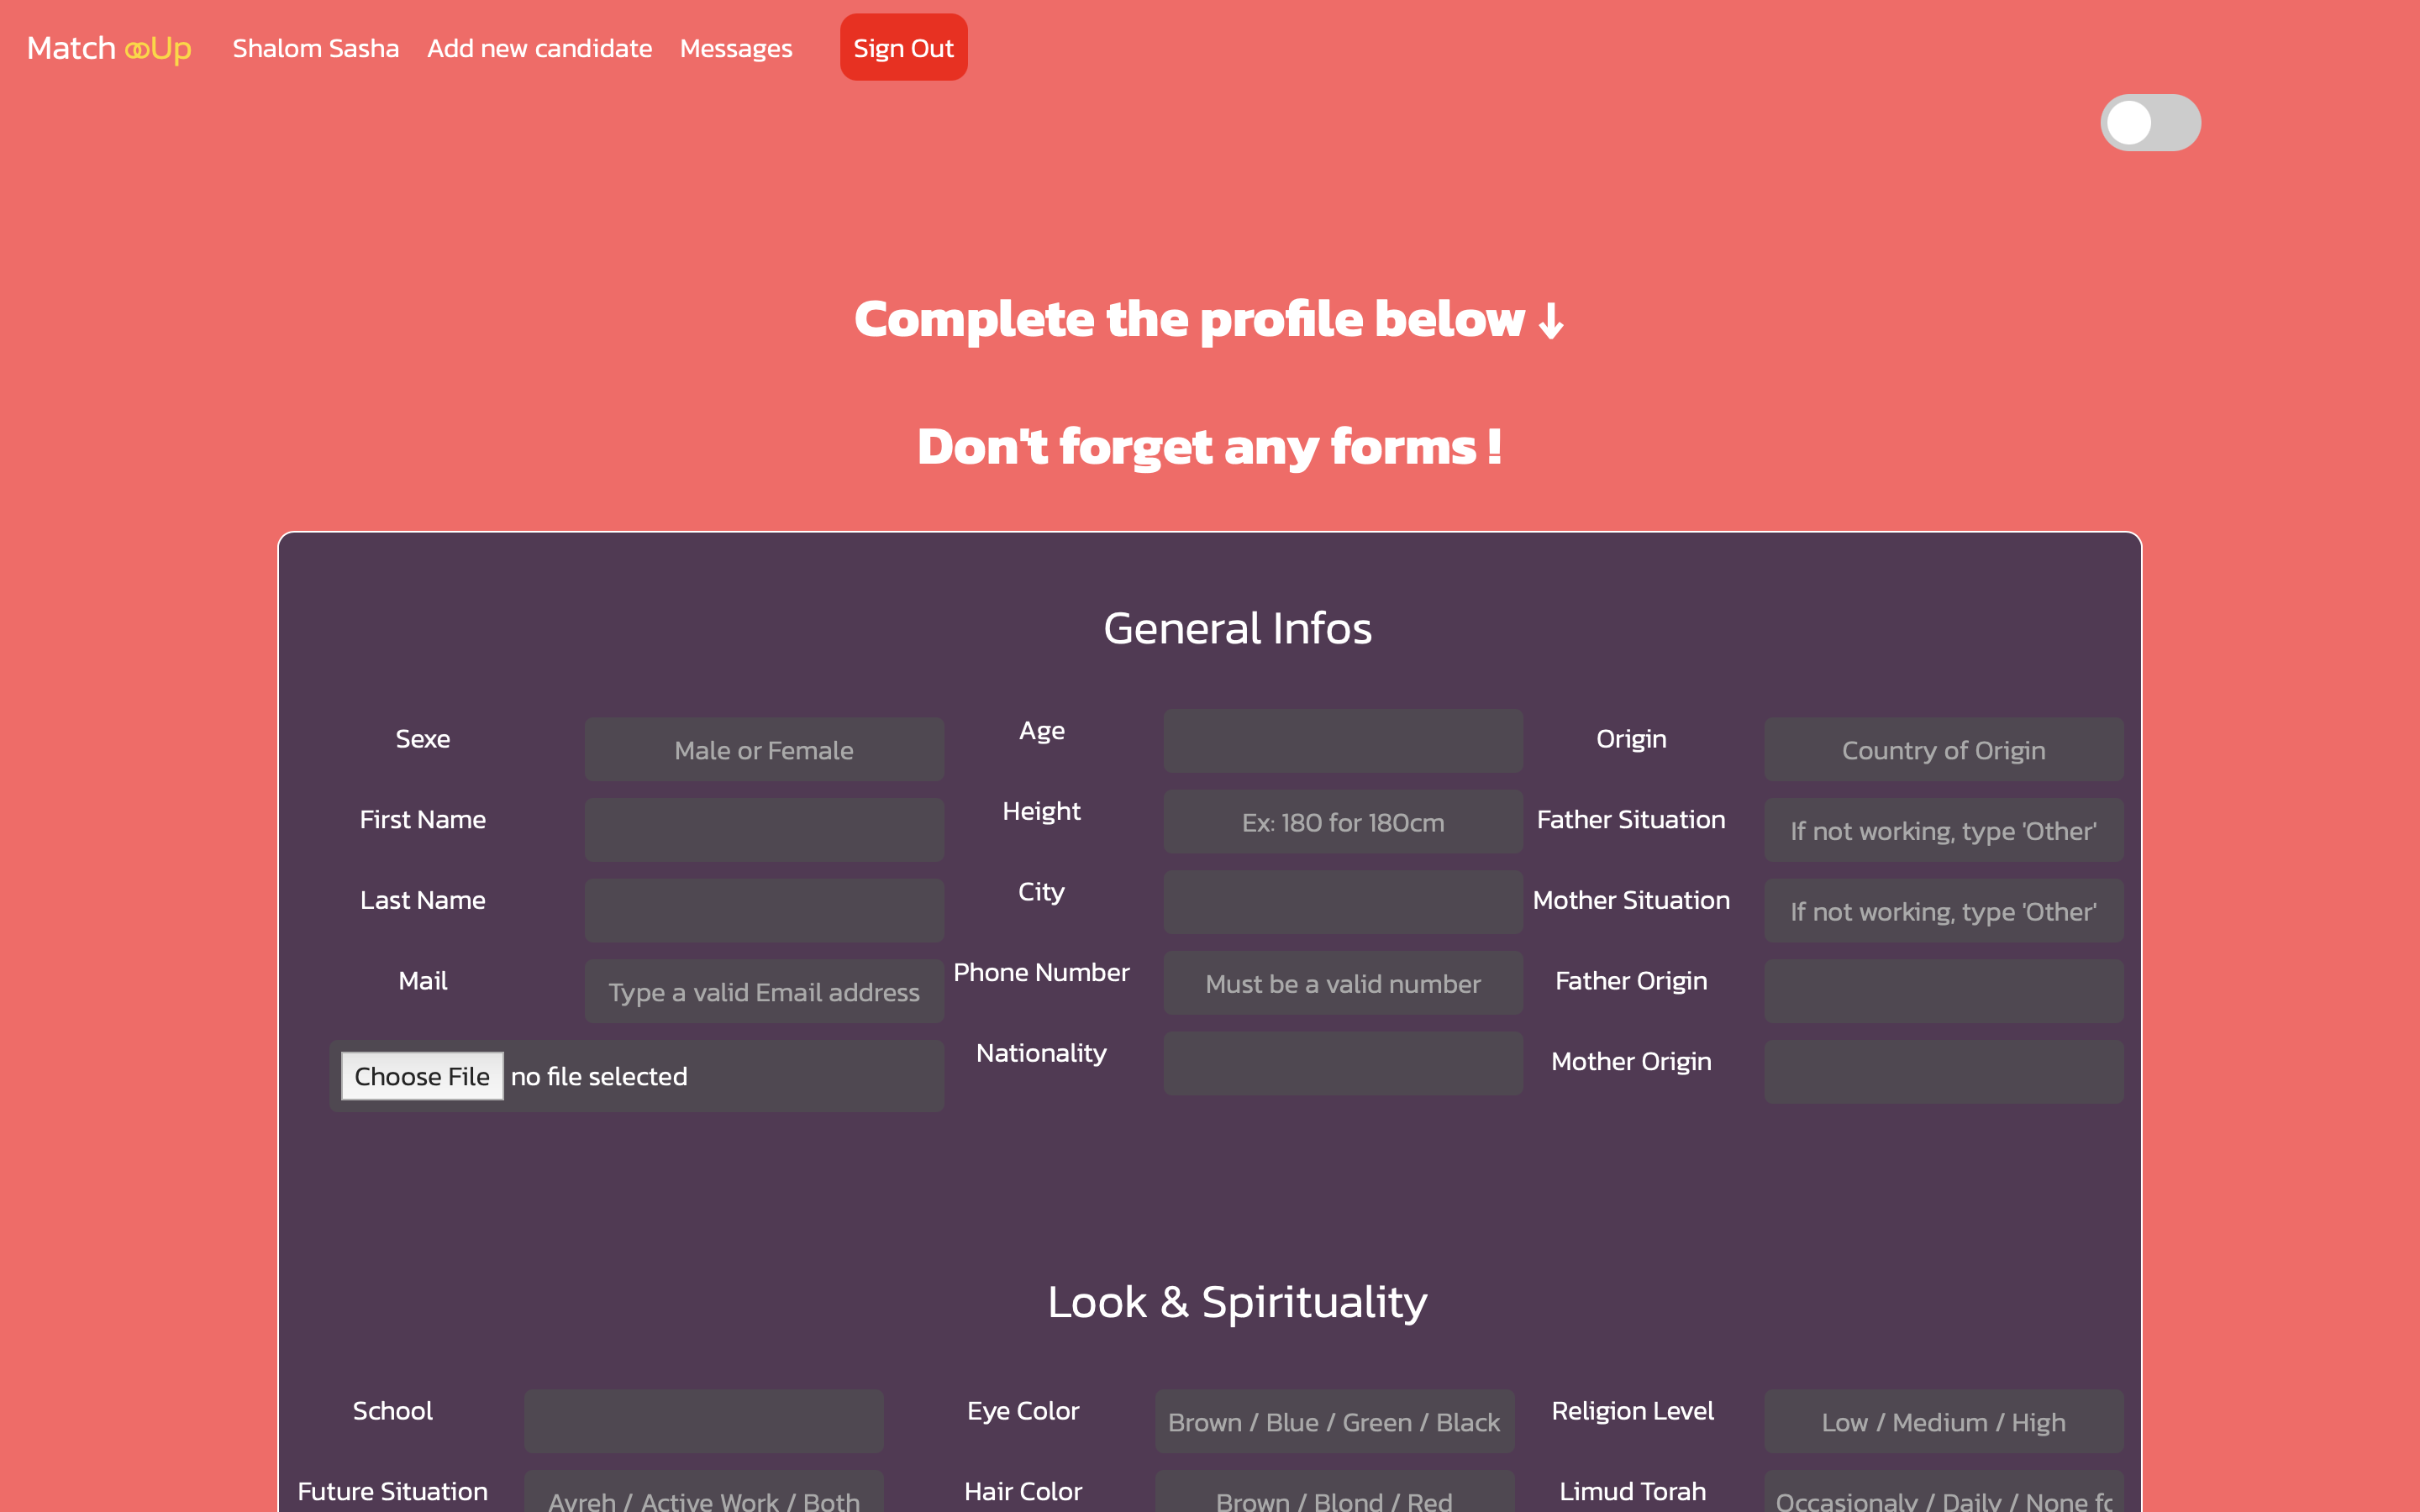 Match Up Shalom Sasha Add new candidate Messages Sign Out
Complete the profile below ↓
Don't forget any forms !
General Infos
Sexe Male or Female Age Origin Country of Origin
First Name Height Ex: 180 for 180cm Father Situation If not working, type 'Other'
Last Name City Mother Situation If not working, type 'Other'
Mail Type a valid Email address Phone Number Must be a valid number Father Origin
Choose File no file selected Nationality Mother Origin
Look & Spirituality
School Eye Color Brown / Blue / Green / Black Religion Level Low / Medium / High
Future Situation Avreh / Active Work / Both Hair Color Brown / Blond / Red Limud Torah Occasionaly / Daily / None fc